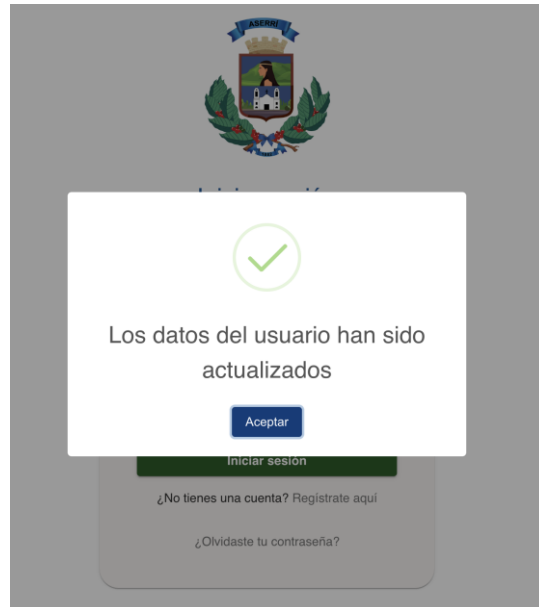 ASERRI
Los datos del usuario han sido
actualizados
Aceptar
Iniciar sesión
¿No tienes una cuenta? Regístrate aquí
¿Olvidaste tu contraseña?